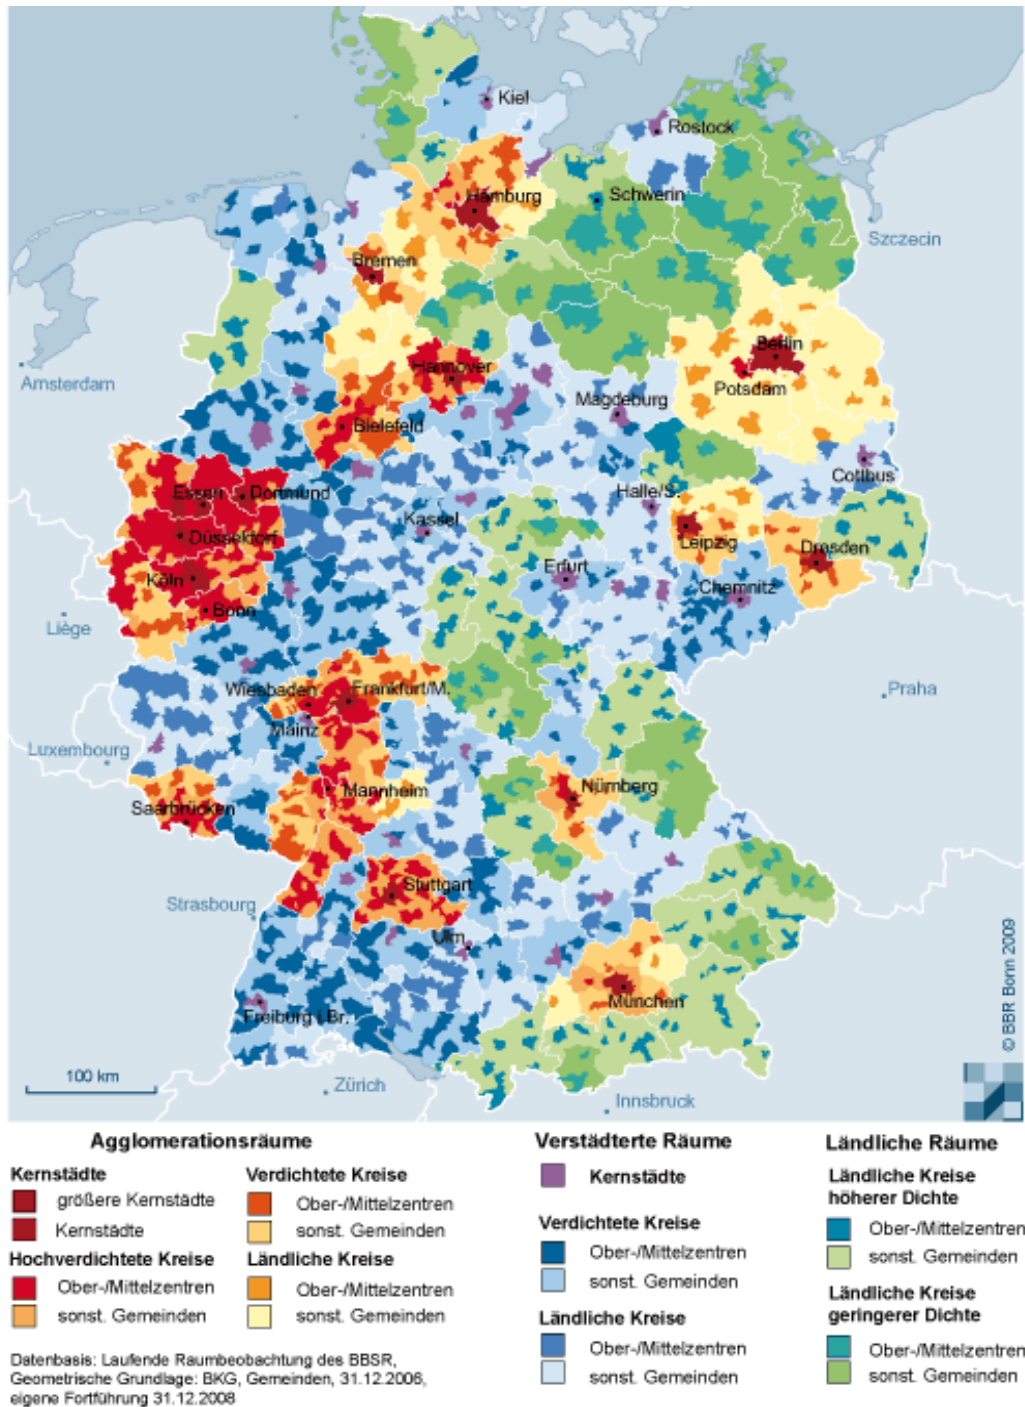 Kiel
Rostock
Hamburg
Schwerin
Szczecin
Bremen
Berlin
Hannover
Amsterdam
Potsdam
Magdeburg
Bielefeld
Cottbus
Essen
Dortmund
Halle/S.
Kassel
Düsseldorf
Leipzig
Dresden
Erfurt
Köln
Chemnitz
Bonn
Liège
Wiesbaden
Frankfurt/M.
Praha
Mainz
Luxembourg
Mannheim
Nürnberg
Saarbrücken
Stuttgart
Strasbourg
Ulm
München
Freiburg i.Br.
© BBR Bonn 2009
100 km
Zürich
Innsbruck
Agglomerationsräume
Kernstädte
größere Kernstädte
Kernstädte
Hochverdichtete Kreise
Ober-/Mittelzentren
sonst. Gemeinden
Verdichtete Kreise
Ober-/Mittelzentren
sonst. Gemeinden
Ländliche Kreise
Ober-/Mittelzentren
sonst. Gemeinden
Verstädterte Räume
Kernstädte
Verdichtete Kreise
Ober-/Mittelzentren
sonst. Gemeinden
Ländliche Kreise
Ober-/Mittelzentren
sonst. Gemeinden
Ländliche Räume
Ländliche Kreise
höherer Dichte
Ober-/Mittelzentren
sonst. Gemeinden
Ländliche Kreise
geringerer Dichte
Ober-/Mittelzentren
sonst. Gemeinden
Datenbasis: Laufende Raumbeobachtung des BBSR,
Geometrische Grundlage: BKG, Gemeinden, 31.12.2006,
eigene Fortführung 31.12.2008